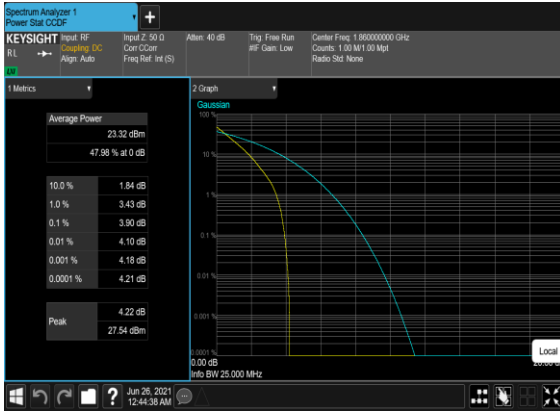 Spectrum Analyzer 1
Power Stat CCDF
+
KEYSIGHT
RL
Input: RF
Coupling: DC
Align: Auto
Input Z: 50 Ω
Corr CCorr
Freq Ref: Int (S)
Atten: 40 dB
Trig: Free Run
#IF Gain: Low
Center Freq: 1.860000000 GHz
Counts: 1.00 M/1.00 Mpt
Radio Std: None
1 Metrics
Average Power
23.32 dBm
47.98 % at 0 dB
10.0 % 1.84 dB
1.0 % 3.43 dB
0.1 % 3.90 dB
0.01 % 4.10 dB
0.001 % 4.18 dB
0.0001 % 4.21 dB
Peak
4.22 dB
27.54 dBm
2 Graph
Gaussian
100 %
10 %
1 %
0.1 %
0.01 %
0.001 %
0.0001 %
0.00 dB
Info BW 25.000 MHz
Local
?
Jun 26, 2021
12:44:38 AM